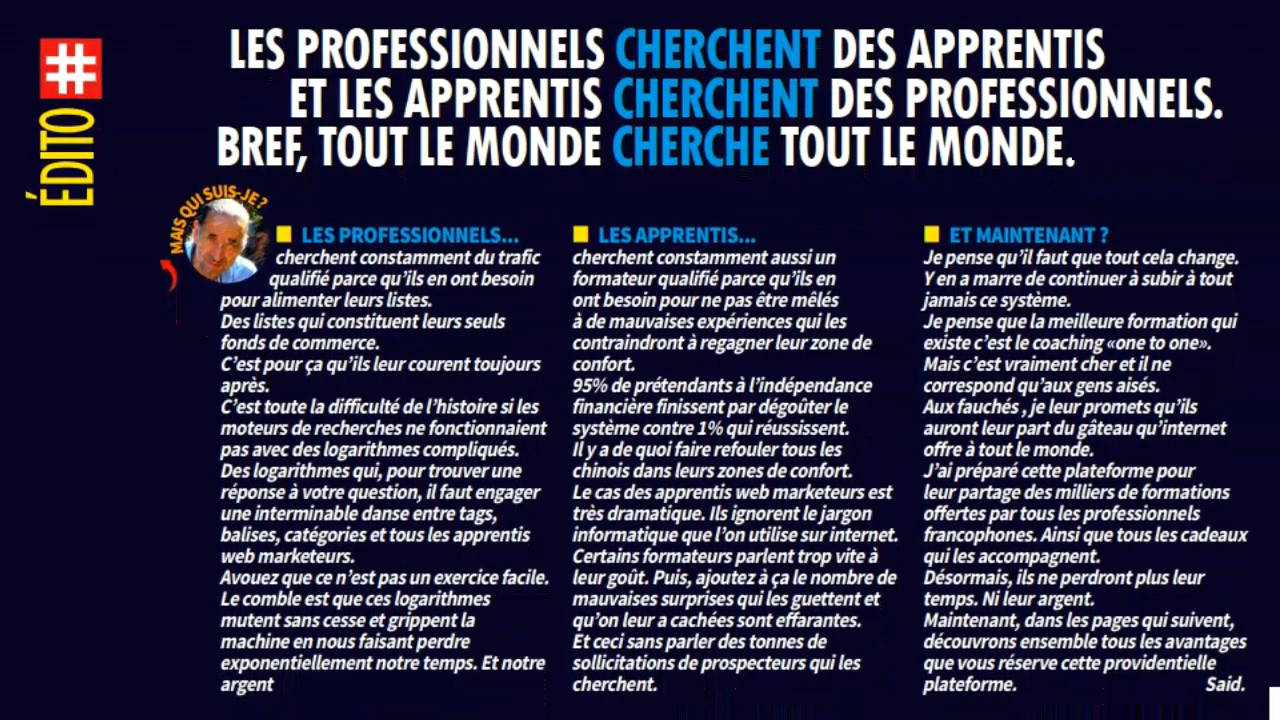 ÉDITO #
LES PROFESSIONNELS CHERCHENT DES APPRENTIS
ET LES APPRENTIS CHERCHENT DES PROFESSIONNELS.
BREF, TOUT LE MONDE CHERCHE TOUT LE MONDE.
MAIS QUI SUIS-JE ?
LES PROFESSIONNELS...
cherchent constamment du trafic
qualifié parce qu'ils en ont besoin
pour alimenter leurs listes.
Des listes qui constituent leurs seuls
fonds de commerce.
C'est pour ça qu'ils leur courent toujours
après.
C'est toute la difficulté de l'histoire si les
moteurs de recherches ne fonctionnaient
pas avec des logarithmes compliqués.
Des logarithmes qui, pour trouver une
réponse à votre question, il faut engager
une interminable danse entre tags,
balises, catégories et tous les apprentis
web marketeurs.
Avouez que ce n'est pas un exercice facile.
Le comble est que ces logarithmes
mutent sans cesse et grippent la
machine en nous faisant perdre
exponentiellement notre temps. Et notre
argent
LES APPRENTIS...
cherchent constamment aussi un
formateur qualifié parce qu'ils en
ont besoin pour ne pas être mêlés
à de mauvaises expériences qui les
contraindront à regagner leur zone de
confort.
95% de prétendants à l'indépendance
financière finissent par dégoûter le
système contre 1% qui réussissent.
Il y a de quoi faire refouler tous les
chinois dans leurs zones de confort.
Le cas des apprentis web marketeurs est
très dramatique. Ils ignorent le jargon
informatique que l'on utilise sur internet.
Certains formateurs parlent trop vite à
leur goût. Puis, ajoutez à ça le nombre de
mauvaises surprises qui les guettent et
qu'on leur a cachées sont effarantes.
Et ceci sans parler des tonnes de
sollicitations de prospecteurs qui les
cherchent.
ET MAINTENANT ?
Je pense qu'il faut que tout cela change.
Y en a marre de continuer à subir à tout
jamais ce système.
Je pense que la meilleure formation qui
existe c'est le coaching «one to one».
Mais c'est vraiment cher et il ne
correspond qu'aux gens aisés.
Aux fauchés , je leur promets qu'ils
auront leur part du gâteau qu'internet
offre à tout le monde.
J'ai préparé cette plateforme pour
leur partage des milliers de formations
offertes par tous les professionnels
francophones. Ainsi que tous les cadeaux
qui les accompagnent.
Désormais, ils ne perdront plus leur
temps. Ni leur argent.
Maintenant, dans les pages qui suivent,
découvrons ensemble tous les avantages
que vous réserve cette providentielle
plateforme. Said.